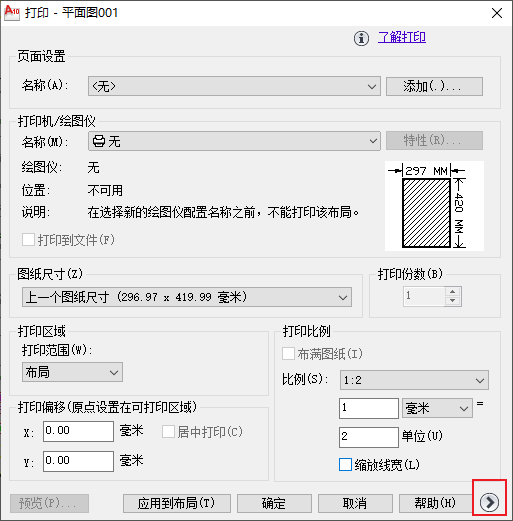 A10 打印 - 平面图001
了解打印
页面设置
名称(A): <无> 添加(.)...
打印机/绘图仪
名称(M): 无 特性(R)...
绘图仪: 无
位置: 不可用
说明: 在选择新的绘图仪配置名称之前，不能打印该布局。
打印到文件(F)
297 MM
420 MM
图纸尺寸(Z)
上一个图纸尺寸 (296.97 x 419.99 毫米)
打印份数(B)
1
打印区域
打印范围(W):
布局
打印偏移(原点设置在可打印区域)
X: 0.00 毫米 居中打印(C)
Y: 0.00 毫米
打印比例
布满图纸(I)
比例(S): 1:2
1 毫米 =
2 单位(U)
缩放线宽(L)
预览(P)... 应用到布局(T) 确定 取消 帮助(H)